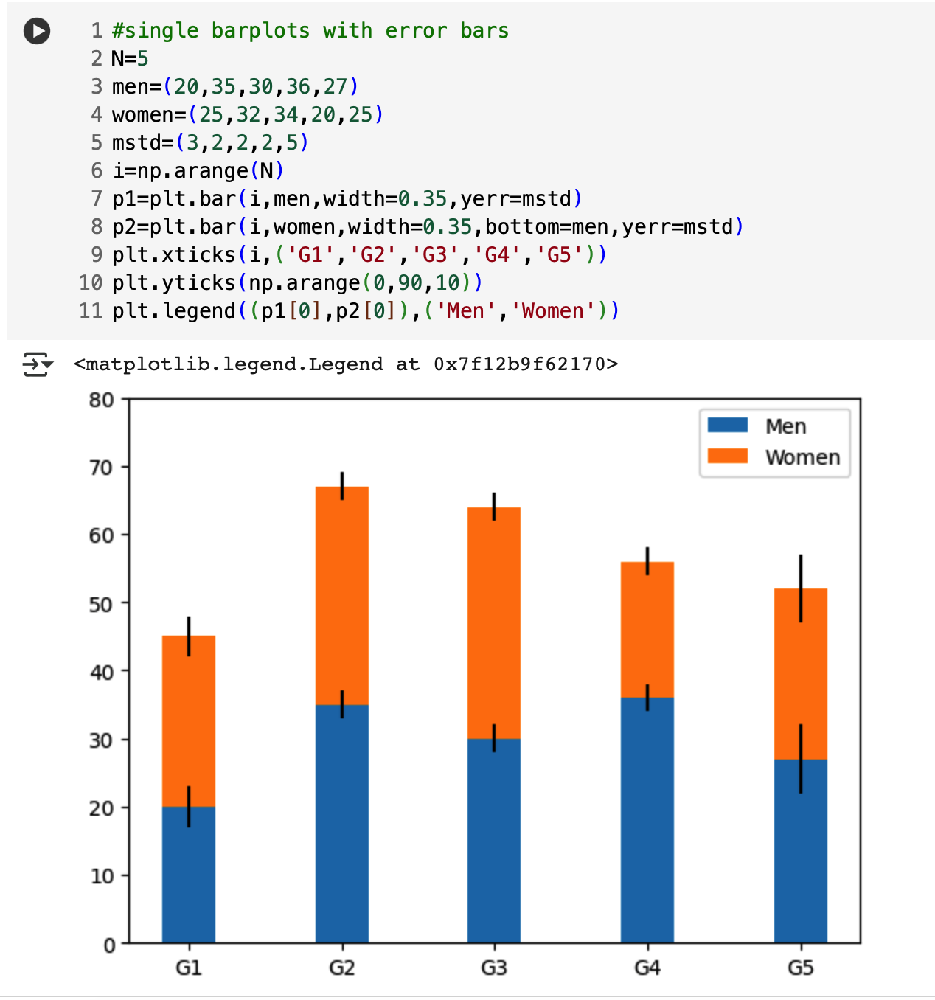 1 #single barplots with error bars
2 N=5
3 men=(20,35,30,36,27)
4 women=(25,32,34,20,25)
5 mstd=(3,2,2,2,5)
6 i=np.arange(N)
7 p1=plt.bar(i,men,width=0.35,yerr=mstd)
8 p2=plt.bar(i,women,width=0.35,bottom=men,yerr=mstd)
9 plt.xticks(i,('G1','G2','G3','G4','G5'))
10 plt.yticks(np.arange(0,90,10))
11 plt.legend((p1[0],p2[0]),('Men','Women'))
<matplotlib.legend.Legend at 0x7f12b9f62170>
80
Men
Women
70
60
50
40
30
20
10
0
G1 G2 G3 G4 G5